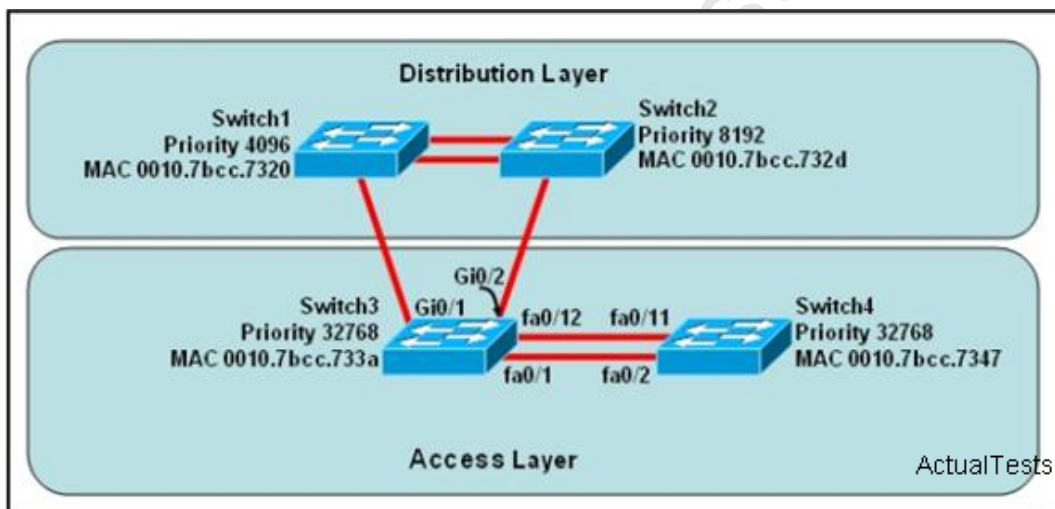 Distribution Layer
Switch1
Priority 4096
MAC 0010.7bcc.7320
Switch2
Priority 8192
MAC 0010.7bcc.732d
Gi0/2
Switch3
Priority 32768
MAC 0010.7bcc.733a
Gi0/1
fa0/12
fa0/11
fa0/1
fa0/2
Switch4
Priority 32768
MAC 0010.7bcc.7347
Access Layer
ActualTests